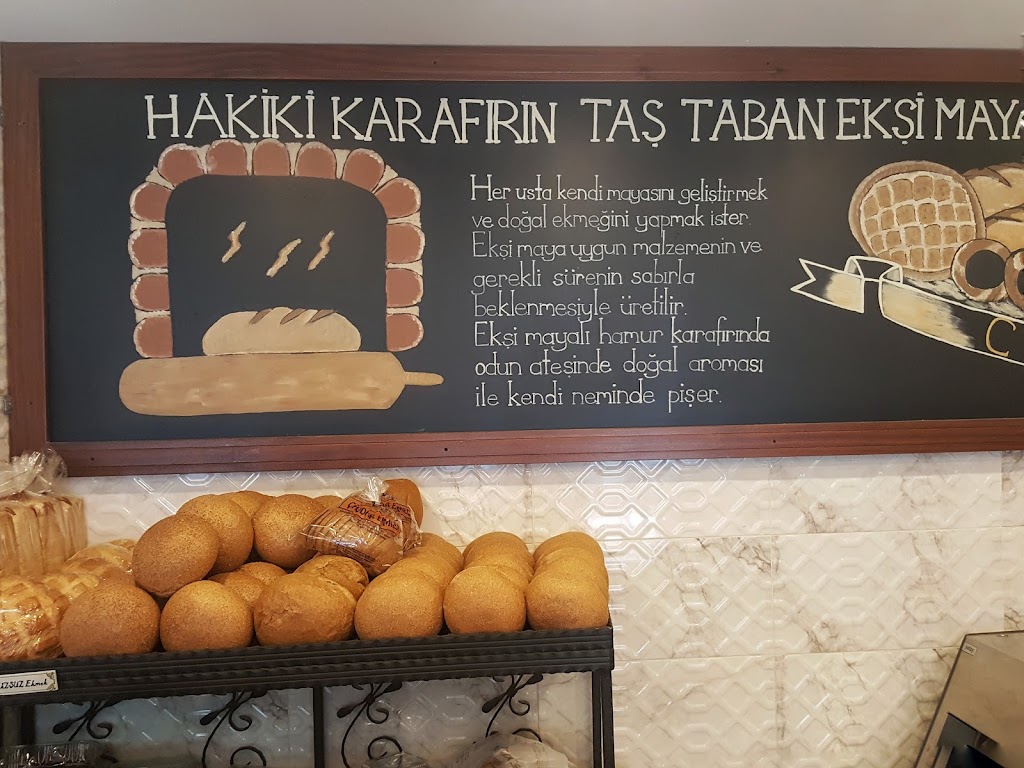 HAKİKİ KARAFIRIN TAŞ TABAN EKŞİ MAYA
Her usta kendi mayasını geliştirmek
ve doğal ekmeğini yapmak ister.
Ekşi maya uygun malzemenin ve
gerekli sürenin sabırla
beklenmesiyle üretilir.
Ekşi mayalı hamur karafırında
odun ateşinde doğal aroması
ile kendi neminde pişer.
C
Ekmek